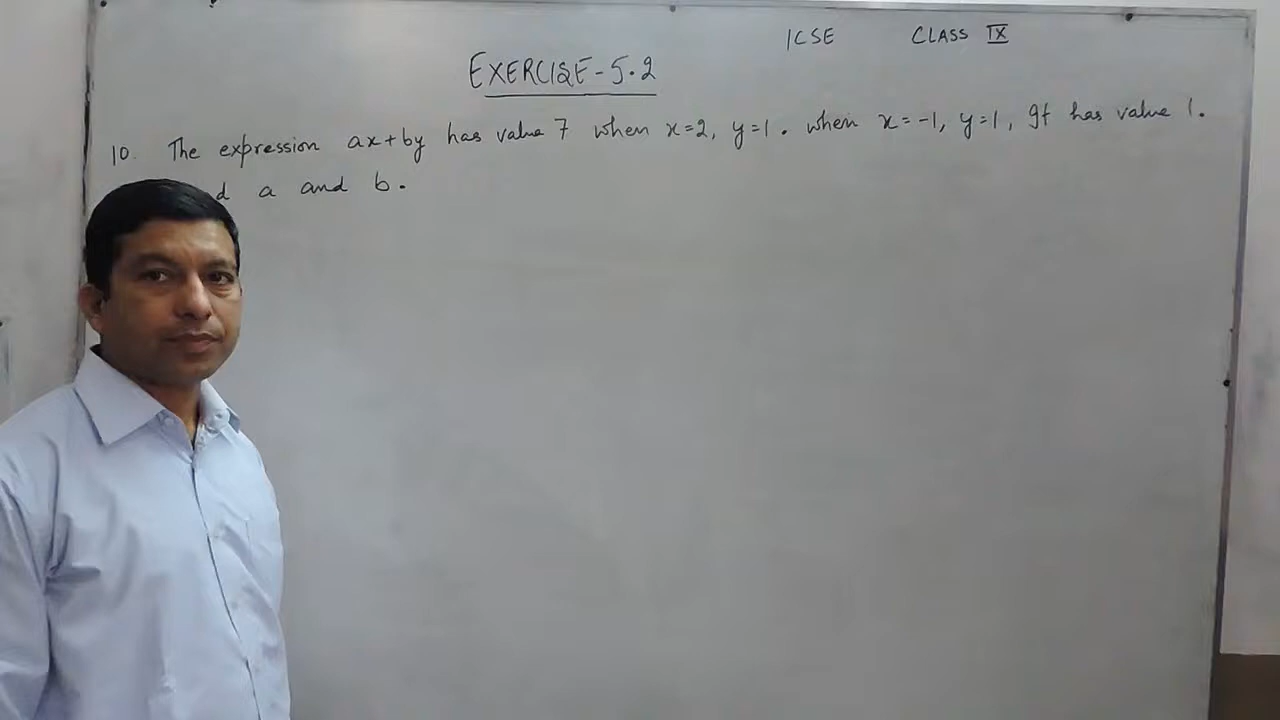 ICSE CLASS IX
EXERCISE-5.2
10. The expression ax+by has value 7 when x=2, y=1. when x=-1, y=1, It has value 1.
a and b.